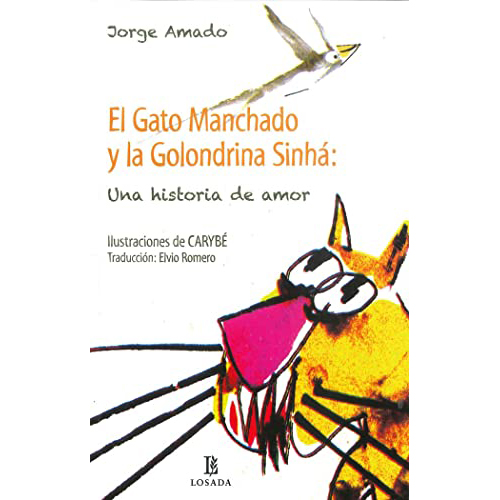 Jorge Amado
El Gato Manchado
y la Golondrina Sinhá:
Una historia de amor
Ilustraciones de CARYBÉ
Traducción: Elvio Romero
LOSADA